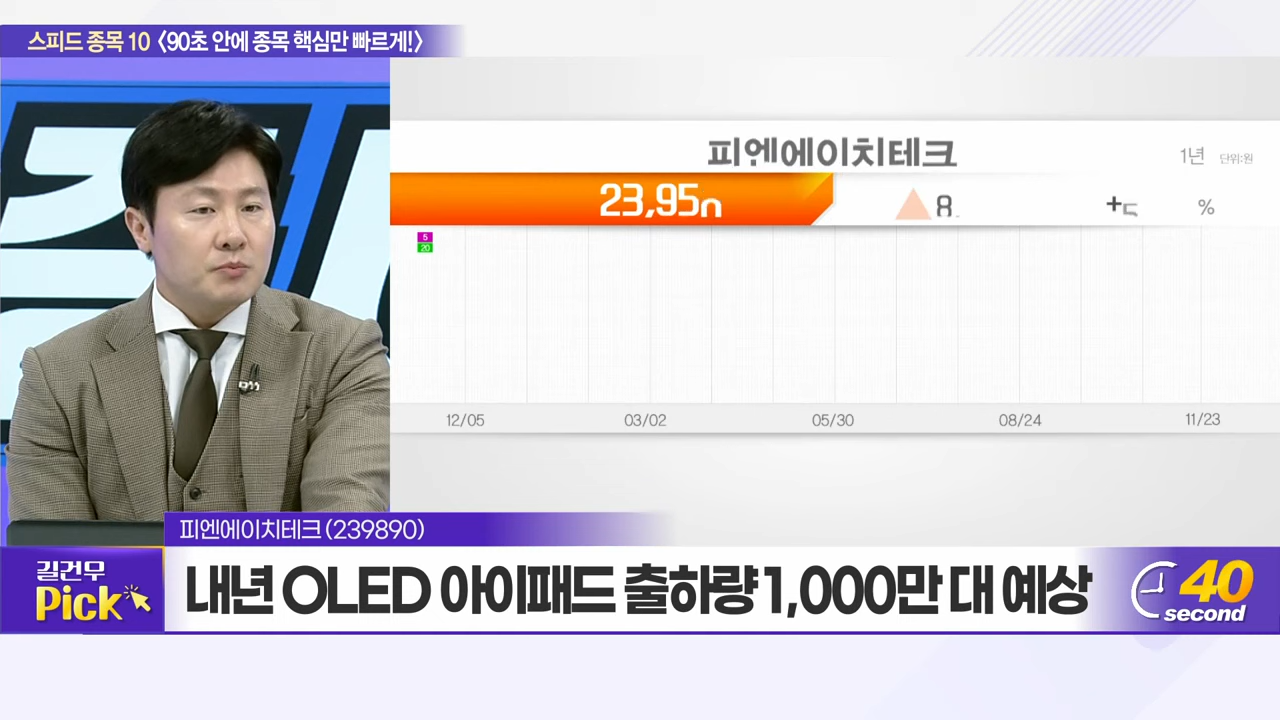 스피드 종목 10 〈90초 안에 종목 핵심만 빠르게!〉
피엔에이치테크
1년 단위:원
23,95
8
+
%
5
20
12/05 03/02 05/30 08/24 11/23
피엔에이치테크 (239890)
길건무
Pick
내년 OLED 아이패드 출하량 1,000만 대 예상
40
second